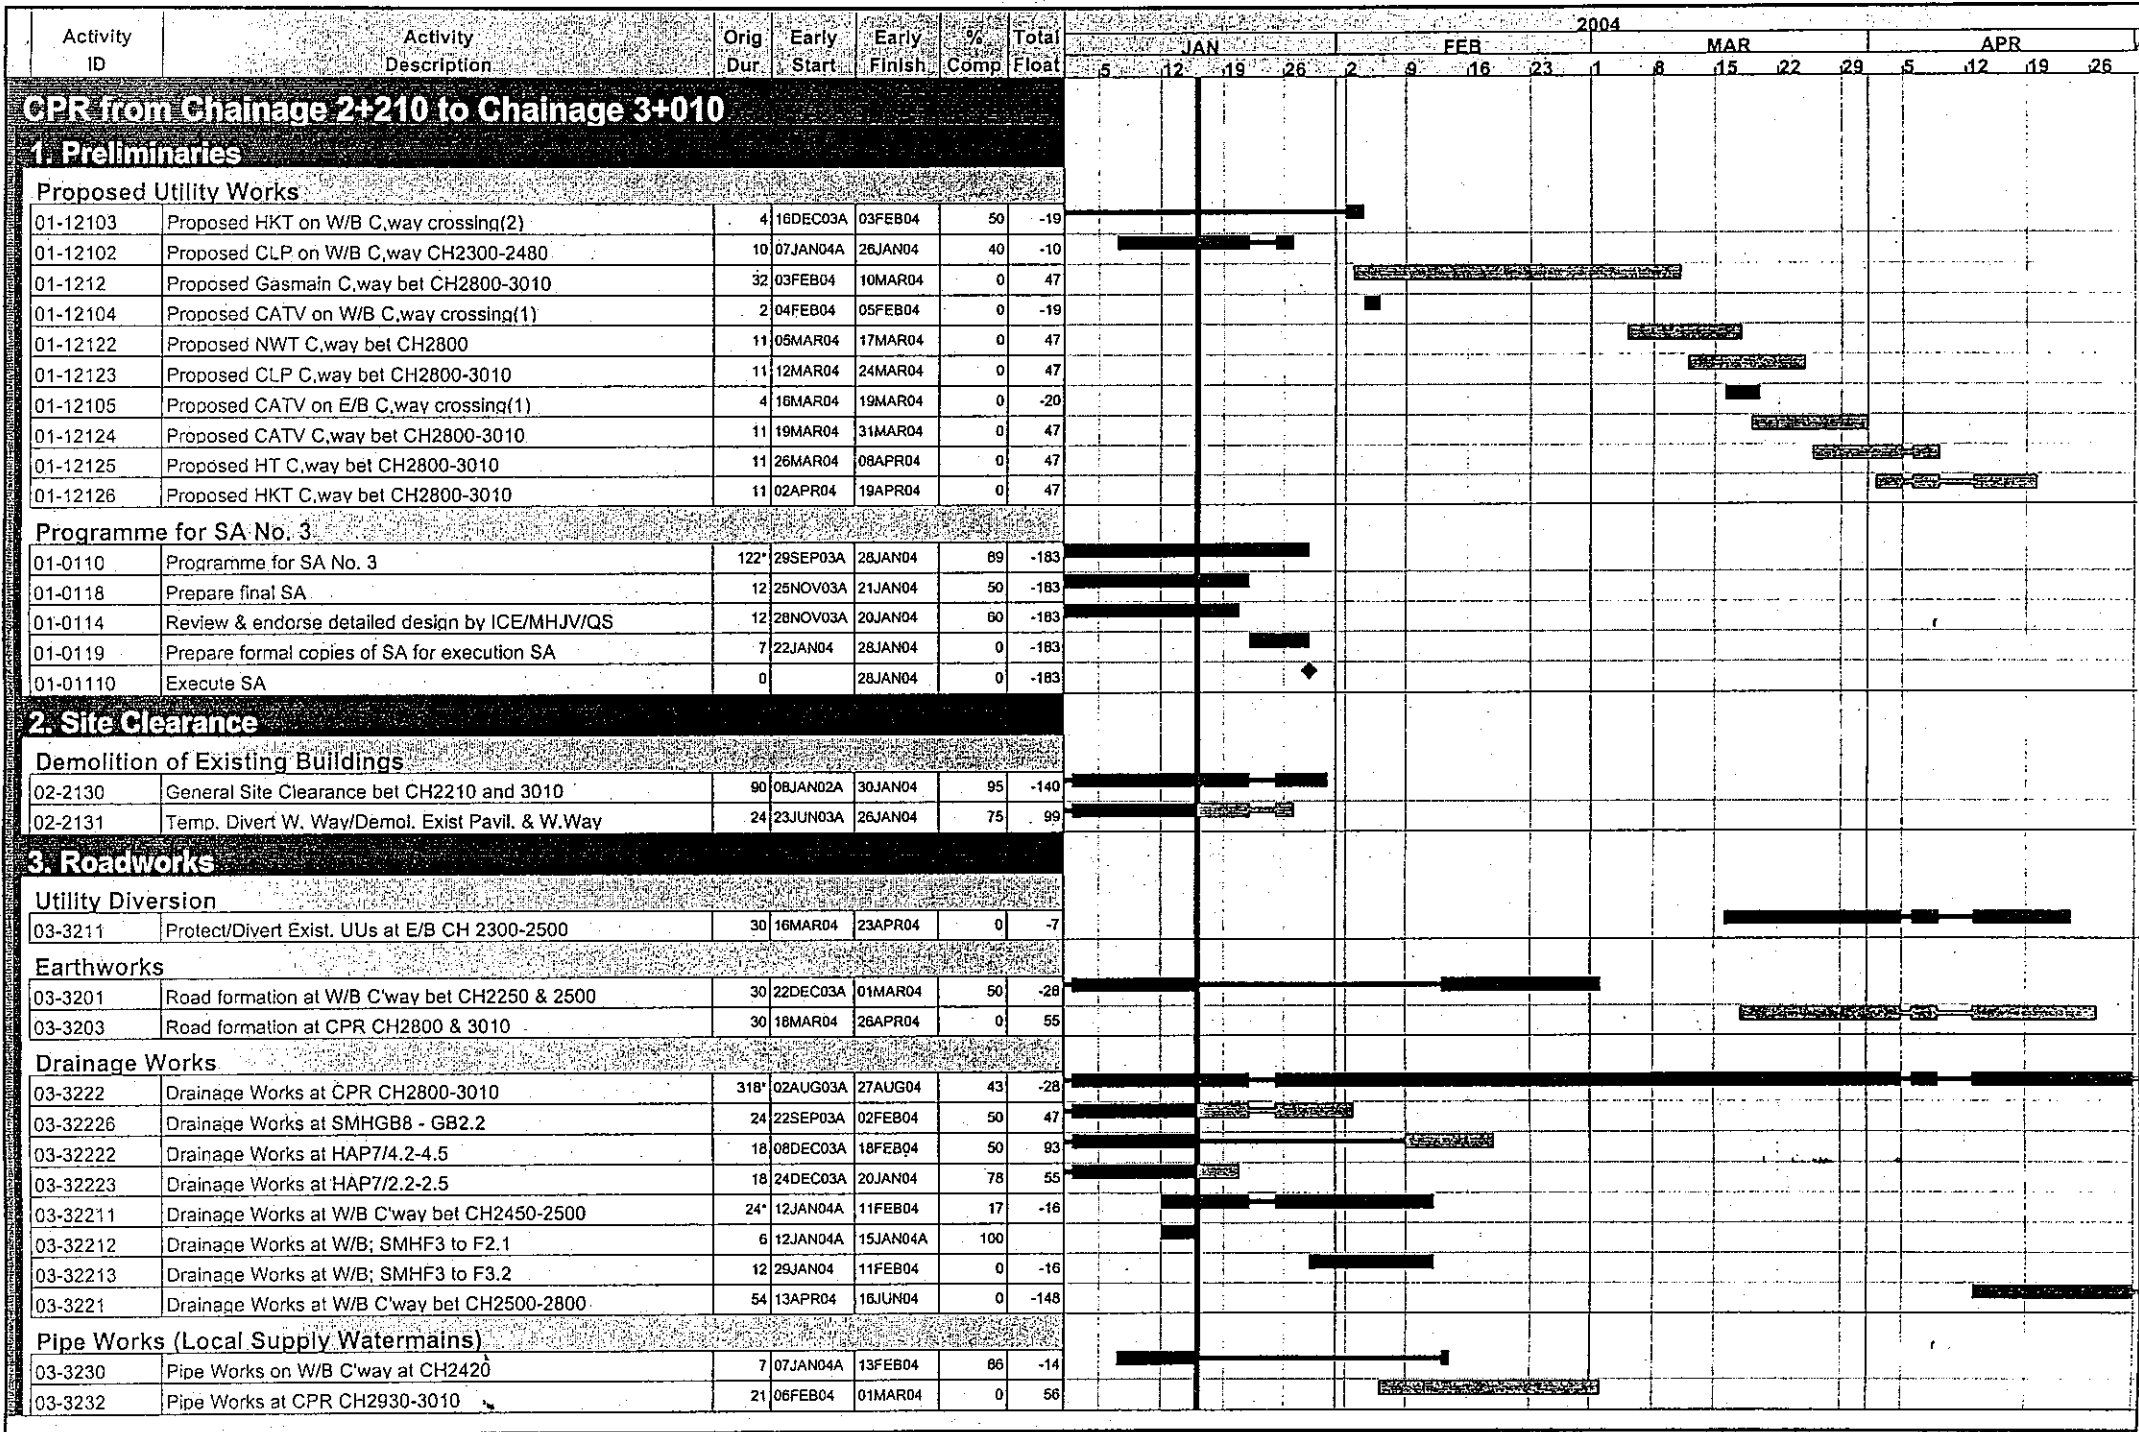 2004
Activity Activity Orig Early Early % Total JAN FEB MAR APR
ID Description Dur Start Finish Comp Float 5 12 19 26 2 9 16 23 1 8 15 22 29 5 12 19 26
CPR from Chainage 2+210 to Chainage 3+010
1. Preliminaries
Proposed Utility Works
01-12103 Proposed HKT on W/B C,way crossing(2) 4 16DEC03A 03FEB04 50 -19
01-12102 Proposed CLP on W/B C,way CH2300-2480 10 07JAN04A 26JAN04 40 -10
01-1212 Proposed Gasmain C,way bet CH2800-3010 32 03FEB04 10MAR04 0 47
01-12104 Proposed CATV on W/B C,way crossing(1) 2 04FEB04 05FEB04 0 -19
01-12122 Proposed NWT C,way bet CH2800 11 05MAR04 17MAR04 0 47
01-12123 Proposed CLP C,way bet CH2800-3010 11 12MAR04 24MAR04 0 47
01-12105 Proposed CATV on E/B C,way crossing(1) 4 16MAR04 19MAR04 0 -20
01-12124 Proposed CATV C,way bet CH2800-3010 11 19MAR04 31MAR04 0 47
01-12125 Proposed HT C,way bet CH2800-3010 11 26MAR04 08APR04 0 47
01-12126 Proposed HKT C,way bet CH2800-3010 11 02APR04 19APR04 0 47
Programme for SA No. 3
01-0110 Programme for SA No. 3 122* 29SEP03A 28JAN04 89 -183
01-0118 Prepare final SA 12 25NOV03A 21JAN04 50 -183
01-0114 Review & endorse detailed design by ICE/MHJV/QS 12 28NOV03A 20JAN04 60 -183
01-0119 Prepare formal copies of SA for execution SA 7 22JAN04 28JAN04 0 -183
01-01110 Execute SA 0 28JAN04 0 -183
2. Site Clearance
Demolition of Existing Buildings
02-2130 General Site Clearance bet CH2210 and 3010 90 08JAN02A 30JAN04 95 -140
02-2131 Temp. Divert W. Way/Demol. Exist Pavil. & W.Way 24 23JUN03A 26JAN04 75 99
3. Roadworks
Utility Diversion
03-3211 Protect/Divert Exist. UUs at E/B CH 2300-2500 30 16MAR04 23APR04 0 -7
Earthworks
03-3201 Road formation at W/B C'way bet CH2250 & 2500 30 22DEC03A 01MAR04 50 -28
03-3203 Road formation at CPR CH2800 & 3010 30 18MAR04 26APR04 0 55
Drainage Works
03-3222 Drainage Works at CPR CH2800-3010 318* 02AUG03A 27AUG04 43 -28
03-32226 Drainage Works at SMHGB8 - GB2.2 24 22SEP03A 02FEB04 50 47
03-32222 Drainage Works at HAP7/4.2-4.5 18 08DEC03A 18FEB04 50 93
03-32223 Drainage Works at HAP7/2.2-2.5 18 24DEC03A 20JAN04 78 55
03-32211 Drainage Works at W/B C'way bet CH2450-2500 24* 12JAN04A 11FEB04 17 -16
03-32212 Drainage Works at W/B; SMHF3 to F2.1 6 12JAN04A 15JAN04A 100
03-32213 Drainage Works at W/B; SMHF3 to F3.2 12 29JAN04 11FEB04 0 -16
03-3221 Drainage Works at W/B C'way bet CH2500-2800 54 13APR04 16JUN04 0 -148
Pipe Works (Local Supply Watermains)
03-3230 Pipe Works on W/B C'way at CH2420 7 07JAN04A 13FEB04 86 -14
03-3232 Pipe Works at CPR CH2930-3010 21 06FEB04 01MAR04 0 56